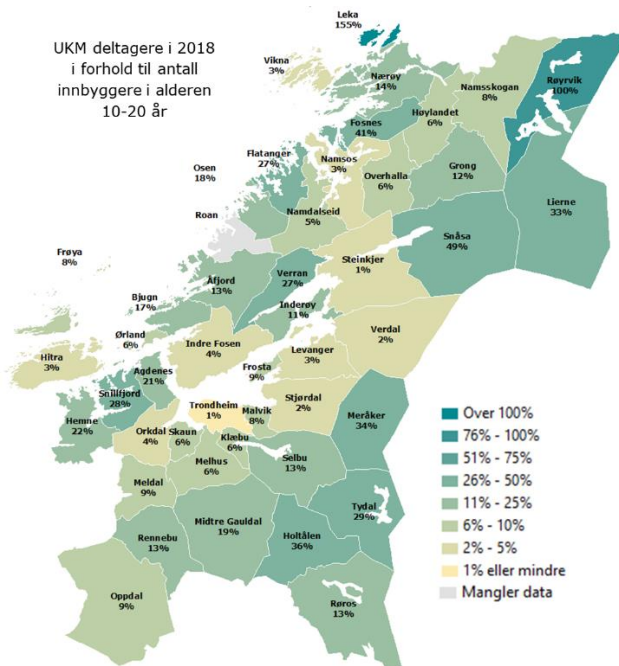 UKM deltagere i 2018
i forhold til antall
innbyggere i alderen
10-20 år
Leka
155%
Vikna
3%
Nærøy
14%
Namsskogan
8%
Røyrvik
100%
Fosnes
41%
Høylandet
6%
Flatanger
27%
Namsos
3%
Overhalla
6%
Grong
12%
Osen
18%
Lierne
33%
Roan
Namdalseid
5%
Snåsa
49%
Steinkjer
1%
Frøya
8%
Åfjord
13%
Verran
27%
Inderøy
11%
Bjugn
17%
Verdal
2%
Ørland
6%
Indre Fosen
4%
Levanger
3%
Hitra
3%
Frosta
9%
Agdenes
21%
Snillfjord
28%
Trondheim
1%
Malvik
8%
Stjørdal
2%
Meråker
34%
Hemne
22%
Orkdal
4%
Skaun
6%
Klæbu
6%
Melhus
6%
Selbu
13%
Meldal
9%
Tydal
29%
Rennebu
13%
Midtre Gauldal
19%
Holtålen
36%
Oppdal
9%
Røros
13%
Over 100%
76% - 100%
51% - 75%
26% - 50%
11% - 25%
6% - 10%
2% - 5%
1% eller mindre
Mangler data